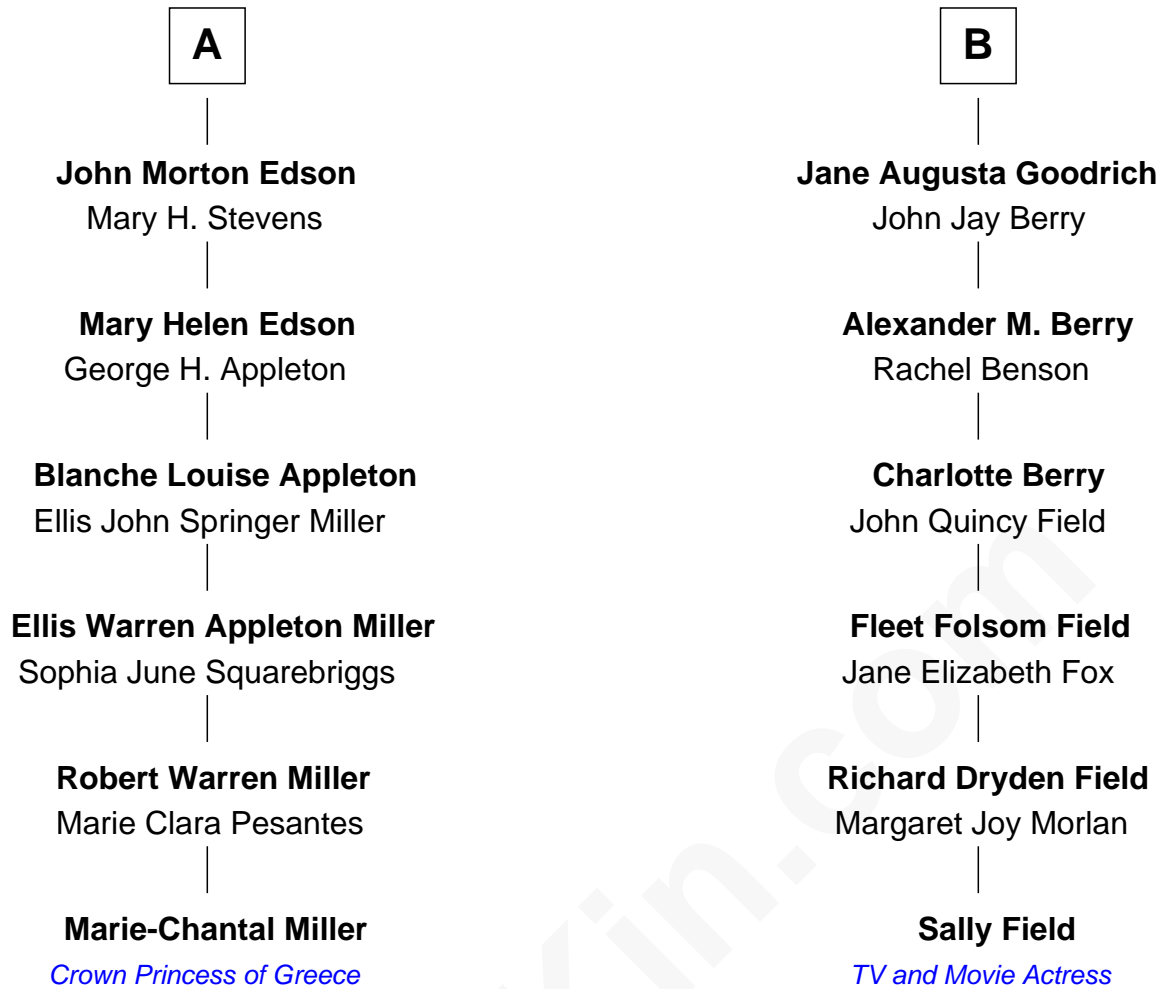 A
B
John Morton Edson
Mary H. Stevens
Jane Augusta Goodrich
John Jay Berry
Mary Helen Edson
George H. Appleton
Alexander M. Berry
Rachel Benson
Blanche Louise Appleton
Ellis John Springer Miller
Charlotte Berry
John Quincy Field
Ellis Warren Appleton Miller
Sophia June Squarebriggs
Fleet Folsom Field
Jane Elizabeth Fox
Robert Warren Miller
Marie Clara Pesantes
Richard Dryden Field
Margaret Joy Morlan
Marie-Chantal Miller
Crown Princess of Greece
Sally Field
TV and Movie Actress
Kin.com